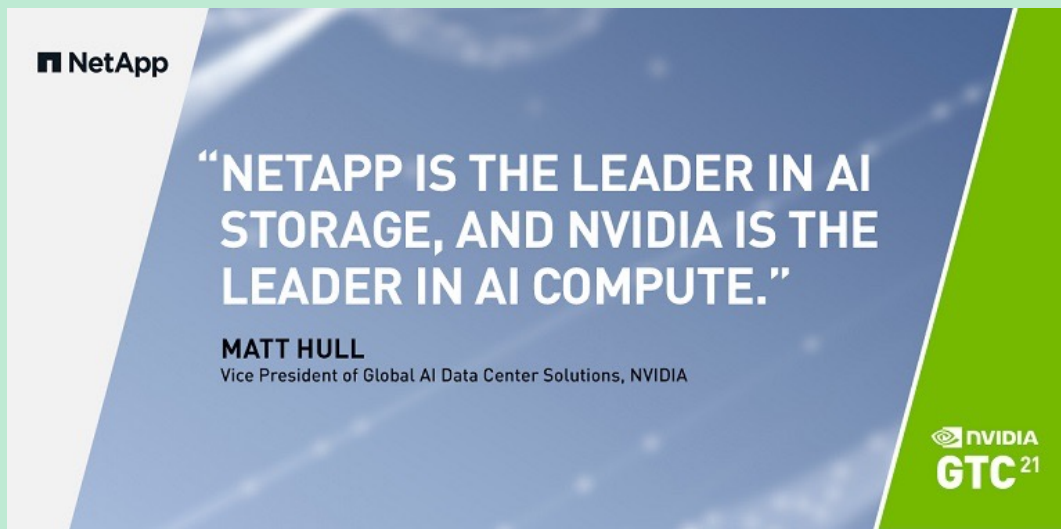 NetApp
“NETAPP IS THE LEADER IN AI
STORAGE, AND NVIDIA IS THE
LEADER IN AI COMPUTE.”
MATT HULL
Vice President of Global AI Data Center Solutions, NVIDIA
NVIDIA
GTC 21